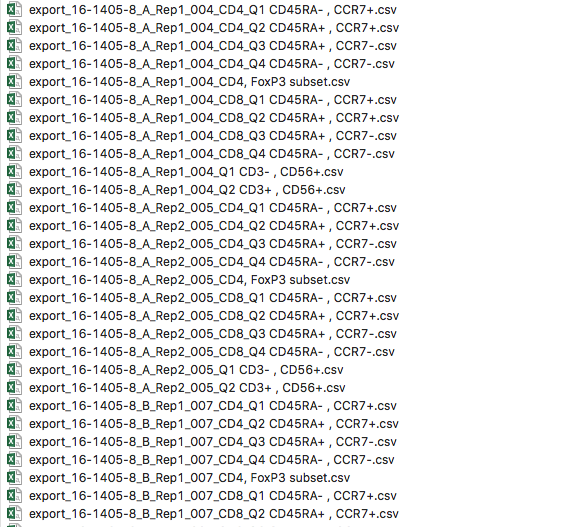 export_16-1405-8_A_Rep1_004_CD4_Q1 CD45RA- , CCR7+.csv
export_16-1405-8_A_Rep1_004_CD4_Q2 CD45RA+ , CCR7+.csv
export_16-1405-8_A_Rep1_004_CD4_Q3 CD45RA+ , CCR7-.csv
export_16-1405-8_A_Rep1_004_CD4_Q4 CD45RA- , CCR7-.csv
export_16-1405-8_A_Rep1_004_CD4, FoxP3 subset.csv
export_16-1405-8_A_Rep1_004_CD8_Q1 CD45RA- , CCR7+.csv
export_16-1405-8_A_Rep1_004_CD8_Q2 CD45RA+ , CCR7+.csv
export_16-1405-8_A_Rep1_004_CD8_Q3 CD45RA+ , CCR7-.csv
export_16-1405-8_A_Rep1_004_CD8_Q4 CD45RA- , CCR7-.csv
export_16-1405-8_A_Rep1_004_Q1 CD3- , CD56+.csv
export_16-1405-8_A_Rep1_004_Q2 CD3+ , CD56+.csv
export_16-1405-8_A_Rep2_005_CD4_Q1 CD45RA- , CCR7+.csv
export_16-1405-8_A_Rep2_005_CD4_Q2 CD45RA+ , CCR7+.csv
export_16-1405-8_A_Rep2_005_CD4_Q3 CD45RA+ , CCR7-.csv
export_16-1405-8_A_Rep2_005_CD4_Q4 CD45RA- , CCR7-.csv
export_16-1405-8_A_Rep2_005_CD4, FoxP3 subset.csv
export_16-1405-8_A_Rep2_005_CD8_Q1 CD45RA- , CCR7+.csv
export_16-1405-8_A_Rep2_005_CD8_Q2 CD45RA+ , CCR7+.csv
export_16-1405-8_A_Rep2_005_CD8_Q3 CD45RA+ , CCR7-.csv
export_16-1405-8_A_Rep2_005_CD8_Q4 CD45RA- , CCR7-.csv
export_16-1405-8_A_Rep2_005_Q1 CD3- , CD56+.csv
export_16-1405-8_A_Rep2_005_Q2 CD3+ , CD56+.csv
export_16-1405-8_B_Rep1_007_CD4_Q1 CD45RA- , CCR7+.csv
export_16-1405-8_B_Rep1_007_CD4_Q2 CD45RA+ , CCR7+.csv
export_16-1405-8_B_Rep1_007_CD4_Q3 CD45RA+ , CCR7-.csv
export_16-1405-8_B_Rep1_007_CD4_Q4 CD45RA- , CCR7-.csv
export_16-1405-8_B_Rep1_007_CD4, FoxP3 subset.csv
export_16-1405-8_B_Rep1_007_CD8_Q1 CD45RA- , CCR7+.csv
export_16-1405-8_B_Rep1_007_CD8_Q2 CD45RA+ , CCR7+.csv